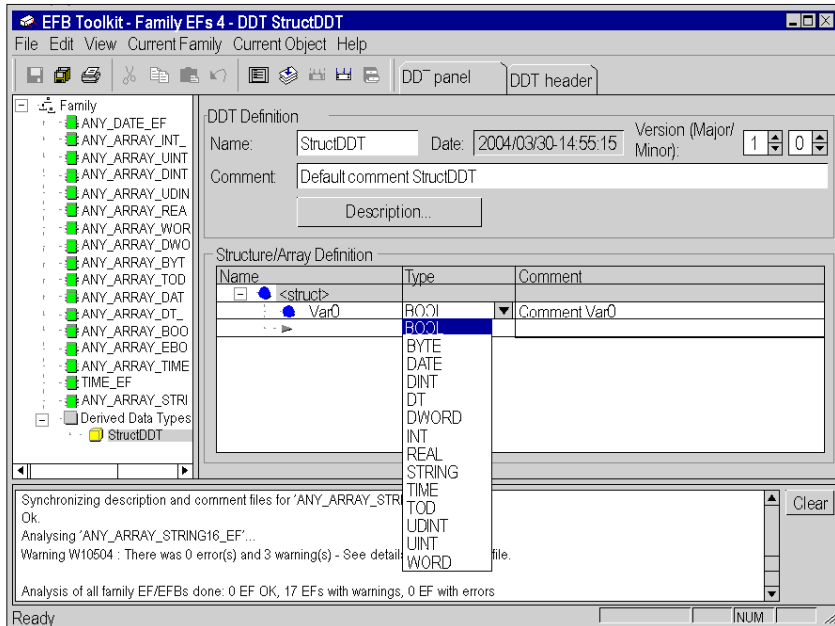 EFB Toolkit - Family EFs 4 - DDT StructDDT
File Edit View Current Family Current Object Help
DDT panel
DDT header
Family
ANY_DATE_EF
ANY_ARRAY_INT_
ANY_ARRAY_UINT
ANY_ARRAY_DINT
ANY_ARRAY_UDIN
ANY_ARRAY_REA
ANY_ARRAY_WOR
ANY_ARRAY_DWO
ANY_ARRAY_BYT
ANY_ARRAY_TOD
ANY_ARRAY_DAT
ANY_ARRAY_DT_
ANY_ARRAY_BOO
ANY_ARRAY_EBO
ANY_ARRAY_TIME
TIME_EF
ANY_ARRAY_STRI
Derived Data Types
StructDDT
DDT Definition
Name: StructDDT Date: 2004/03/30-14:55:15 Version (Major/ Minor): 1 0
Comment: Default comment StructDDT
Description...
Structure/Array Definition
Name Type Comment
<struct>
Var0 BOOL Comment Var0
BOOL
BYTE
DATE
DINT
DT
DWORD
INT
REAL
STRING
TIME
TOD
UDINT
UINT
WORD
Synchronizing description and comment files for 'ANY_ARRAY_STRI
Ok.
Analysing 'ANY_ARRAY_STRING16_EF'...
Warning W10504 : There was 0 error(s) and 3 warning(s) - See detail file.
Analysis of all family EF/EFBs done: 0 EF OK, 17 EFs with warnings, 0 EF with errors
Clear
Ready
NUM